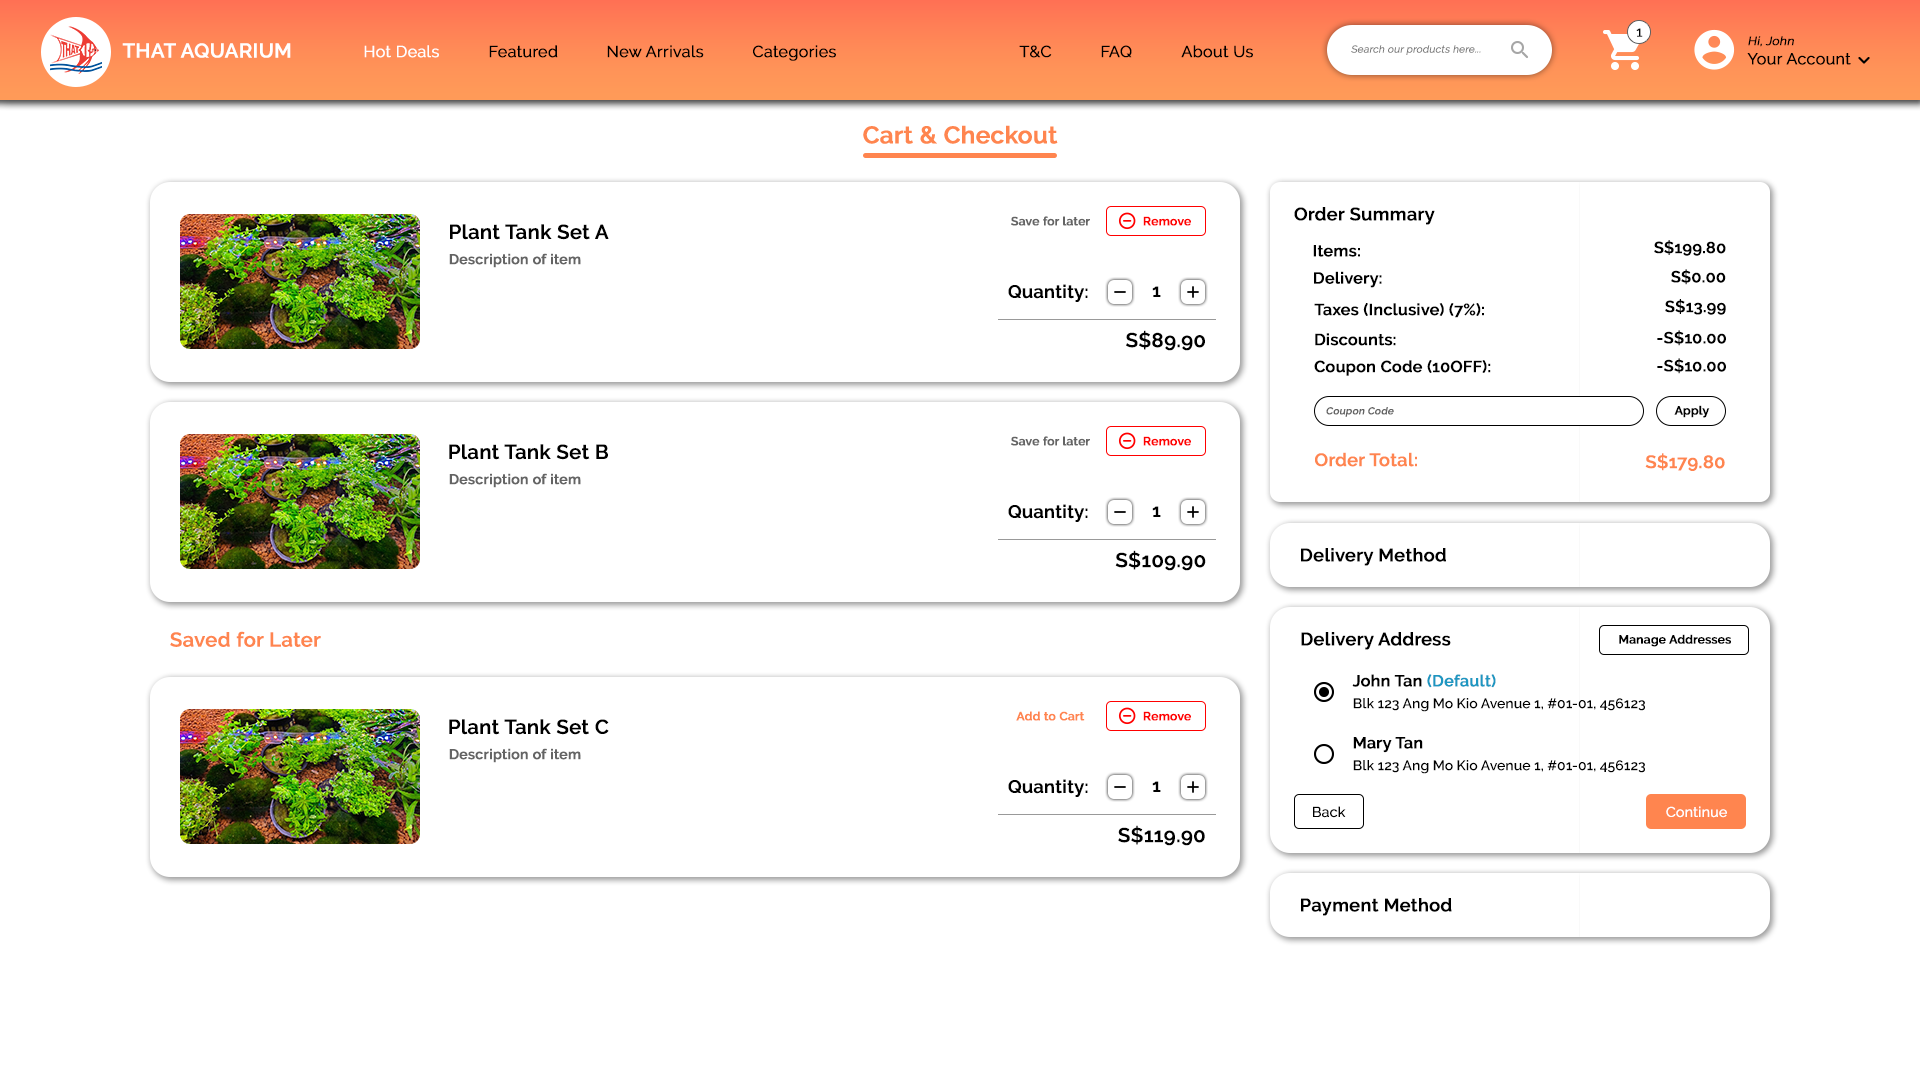 THAT AQUARIUM
Hot Deals
Featured
New Arrivals
Categories
T&C
FAQ
About Us
Search our products here...
1
Hi, John
Your Account
Cart & Checkout
Plant Tank Set A
Description of item
Save for later
Remove
Quantity: 1
S$89.90
Plant Tank Set B
Description of item
Save for later
Remove
Quantity: 1
S$109.90
Saved for Later
Plant Tank Set C
Description of item
Add to Cart
Remove
Quantity: 1
S$119.90
Order Summary
Items: S$199.80
Delivery: S$0.00
Taxes (Inclusive) (7%): S$13.99
Discounts: -S$10.00
Coupon Code (10OFF): -S$10.00
Coupon Code
Apply
Order Total: S$179.80
Delivery Method
Delivery Address
Manage Addresses
John Tan (Default)
Blk 123 Ang Mo Kio Avenue 1, #01-01, 456123
Mary Tan
Blk 123 Ang Mo Kio Avenue 1, #01-01, 456123
Back
Continue
Payment Method